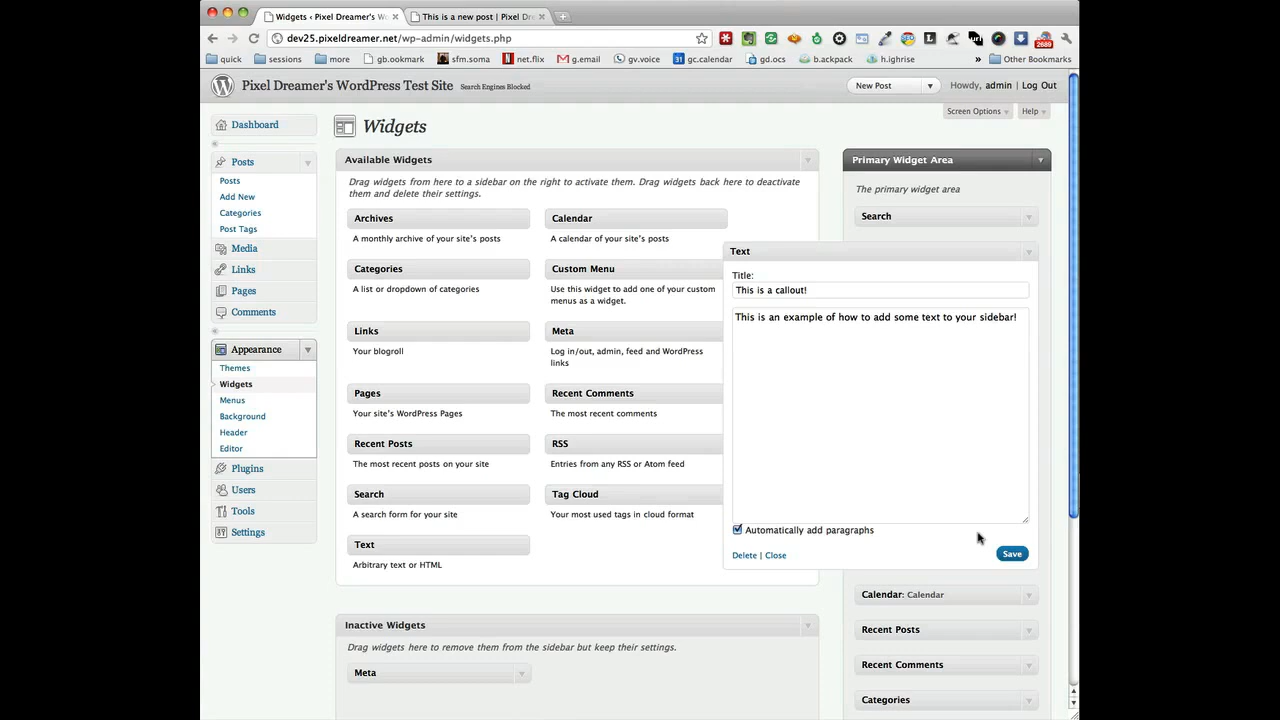 Widgets ‹ Pixel Dreamer's W
This is a new post | Pixel Dr
dev25.pixeldreamer.net/wp-admin/widgets.php
quick
sessions
more
gb.ookmark
sfm.soma
net.flix
g.email
gv.voice
gc.calendar
gd.ocs
b.ackpack
h.ighrise
»
Other Bookmarks
2689
Pixel Dreamer's WordPress Test Site
Search Engines Blocked
New Post
Howdy, admin | Log Out
Screen Options
Help
Dashboard
Posts
Posts
Add New
Categories
Post Tags
Media
Links
Pages
Comments
Appearance
Themes
Widgets
Menus
Background
Header
Editor
Plugins
Users
Tools
Settings
Widgets
Available Widgets
Drag widgets from here to a sidebar on the right to activate them. Drag widgets back here to deactivate
them and delete their settings.
Archives
A monthly archive of your site's posts
Calendar
A calendar of your site's posts
Categories
A list or dropdown of categories
Custom Menu
Use this widget to add one of your custom
menus as a widget.
Links
Your blogroll
Meta
Log in/out, admin, feed and WordPress
links
Pages
Your site's WordPress Pages
Recent Comments
The most recent comments
Recent Posts
The most recent posts on your site
RSS
Entries from any RSS or Atom feed
Search
A search form for your site
Tag Cloud
Your most used tags in cloud format
Text
Arbitrary text or HTML
Inactive Widgets
Drag widgets here to remove them from the sidebar but keep their settings.
Meta
Primary Widget Area
The primary widget area
Search
Text
Title:
This is a callout!
This is an example of how to add some text to your sidebar!
Automatically add paragraphs
Delete | Close
Save
Calendar: Calendar
Recent Posts
Recent Comments
Categories